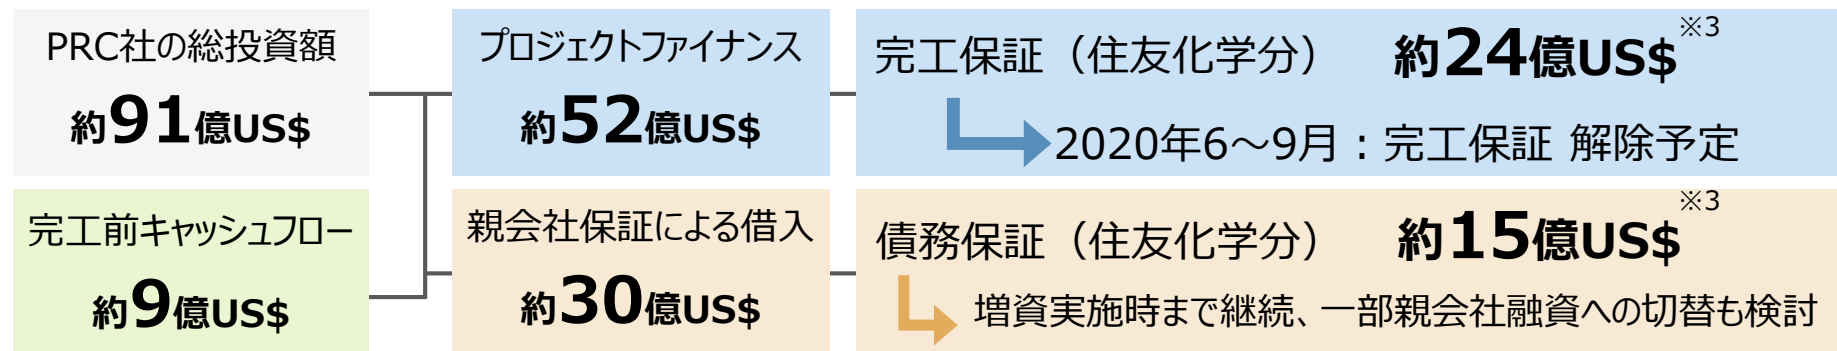 PRC社の総投資額
約91億US$
完工前キャッシュフロー
約9億US$
プロジェクトファイナンス
約52億US$
親会社保証による借入
約30億US$
完工保証（住友化学分） 約24億US$※3
2020年6～9月：完工保証 解除予定
債務保証（住友化学分） 約15億US$※3
増資実施時まで継続、一部親会社融資への切替も検討